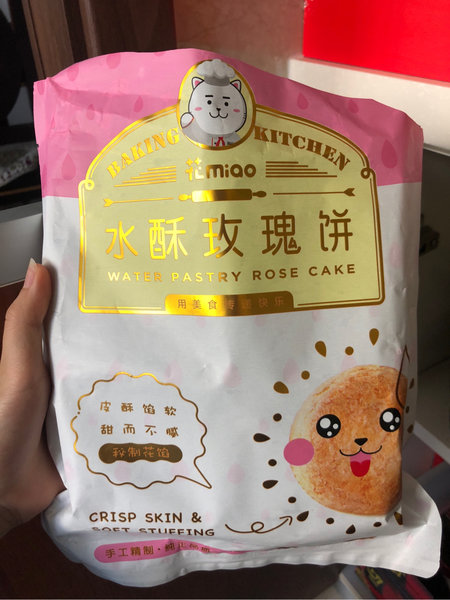 BAKING KITCHEN
花miao
水酥玫瑰饼
WATER PASTRY ROSE CAKE
用美食传递快乐
皮酥馅软
甜而不腻
秘制花馅
CRISP SKIN &
SOFT STUFFING
手工精制·